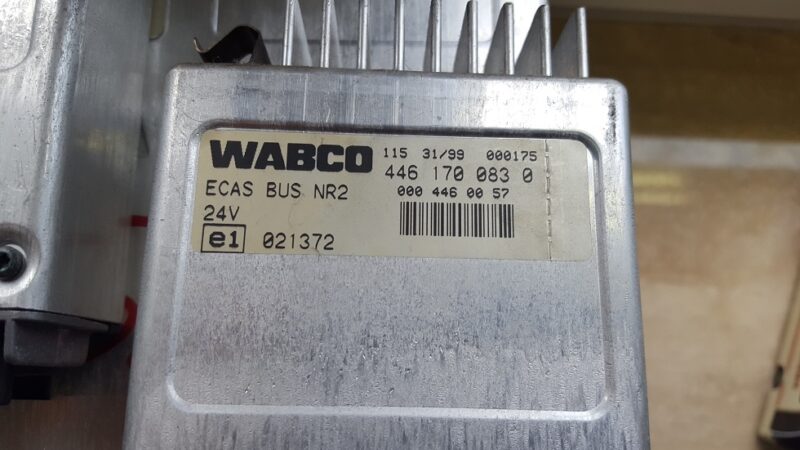 WABCO 115 31/99 000175
446 170 083 0
ECAS BUS NR2 000 446 00 57
24V
e1 021372